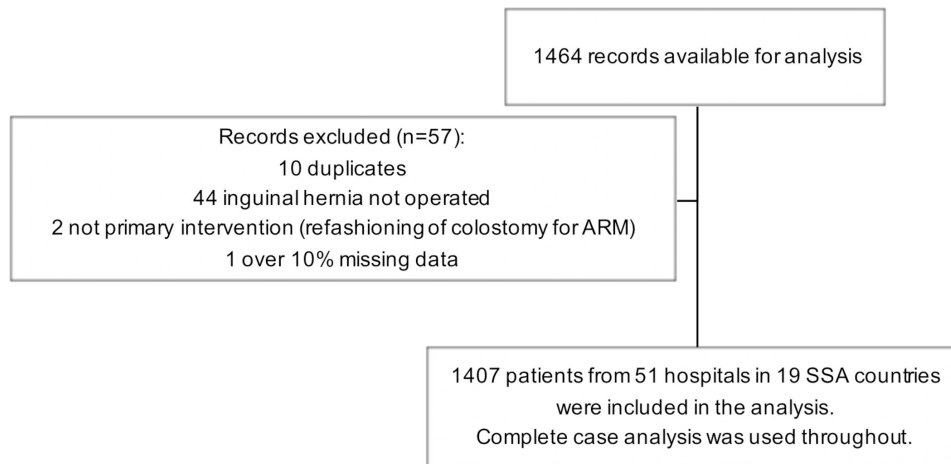 1464 records available for analysis
Records excluded (n=57):
10 duplicates
44 inguinal hernia not operated
2 not primary intervention (refashioning of colostomy for ARM)
1 over 10% missing data
1407 patients from 51 hospitals in 19 SSA countries
were included in the analysis.
Complete case analysis was used throughout.